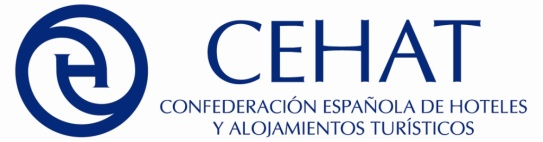 CEHAT
CONFEDERACIÓN ESPAÑOLA DE HOTELES
Y ALOJAMIENTOS TURÍSTICOS